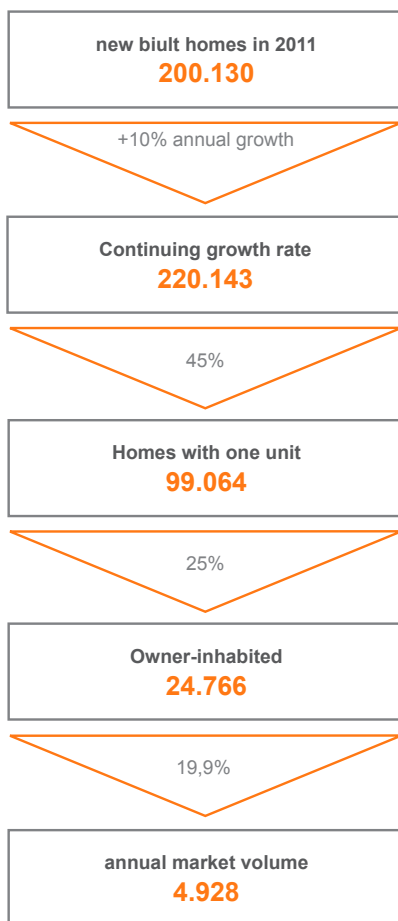 new biult homes in 2011
200.130
+10% annual growth
Continuing growth rate
220.143
45%
Homes with one unit
99.064
25%
Owner-inhabited
24.766
19,9%
annual market volume
4.928